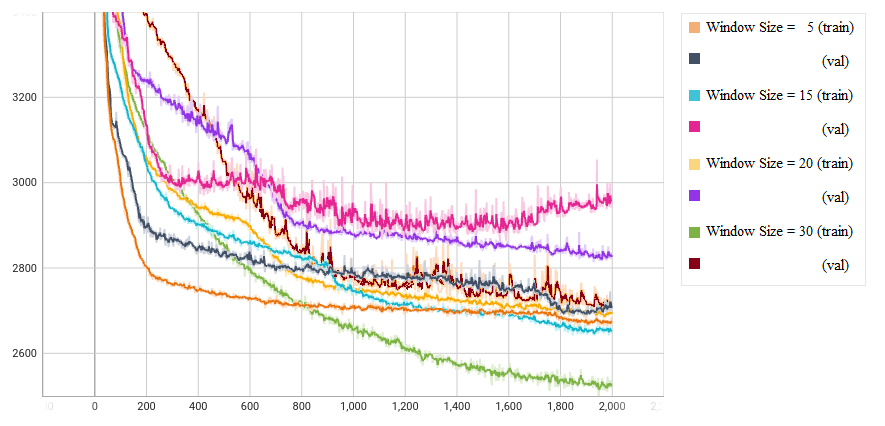 3200
3000
2800
2600
0
200
400
600
800
1,000
1,200
1,400
1,600
1,800
2,000
Window Size = 5 (train)
(val)
Window Size = 15 (train)
(val)
Window Size = 20 (train)
(val)
Window Size = 30 (train)
(val)